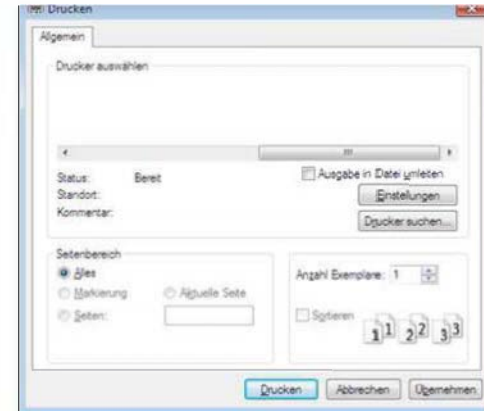 Drucken
Allgemein
Drucker auswählen
Status: Bereit
Standort:
Kommentar:
Ausgabe in Datei umleiten
Einstellungen
Drucker suchen...
Seitenbereich
Alles
Markierung
Aktuelle Seite
Seiten:
Anzahl Exemplare: 1
Sortieren
1 1 2 2 3 3
Drucken Abbrechen Übernehmen